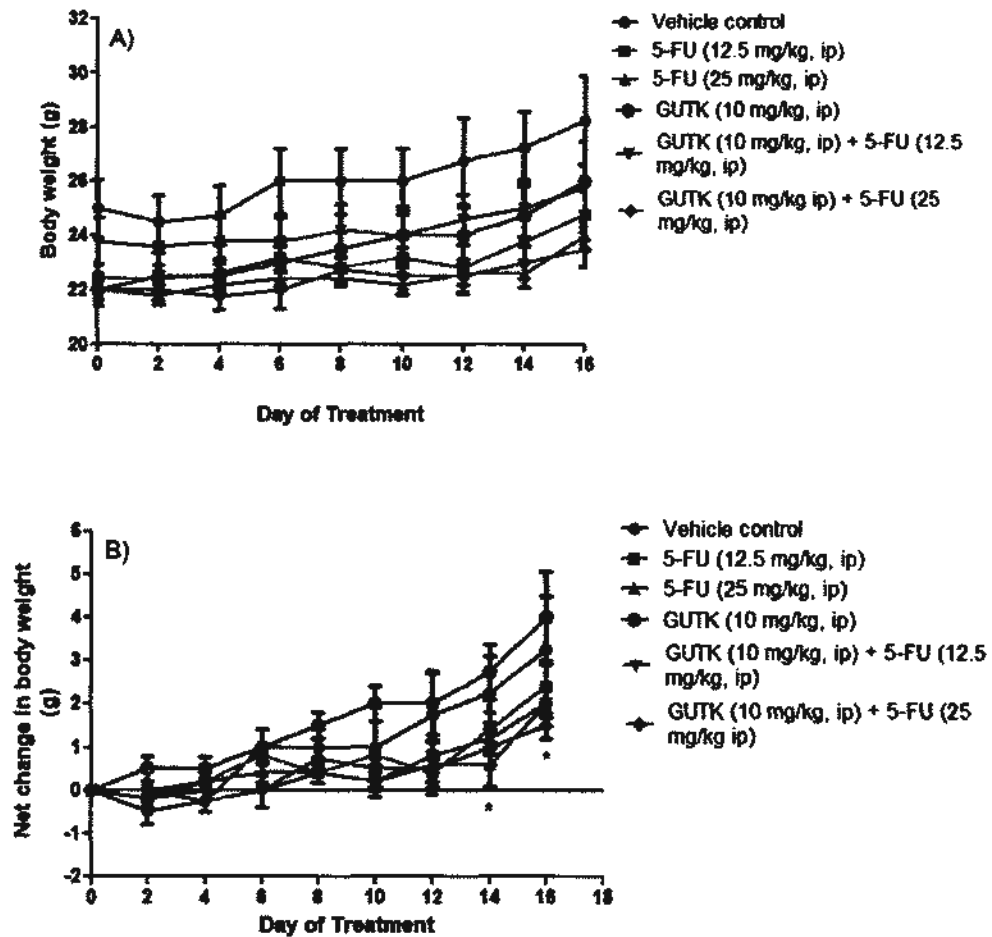 A)
32
30
28
26
24
22
20
Body weight (g)
0 2 4 6 8 10 12 14 16
Day of Treatment
Vehicle control
5-FU (12.5 mg/kg, ip)
5-FU (25 mg/kg, ip)
GUTK (10 mg/kg, ip)
GUTK (10 mg/kg, ip) + 5-FU (12.5
mg/kg, ip)
GUTK (10 mg/kg ip) + 5-FU (25
mg/kg, ip)
B)
6
5
4
3
2
1
0
-1
-2
Net change in body weight
(g)
* *
0 2 4 6 8 10 12 14 16 18
Day of Treatment
Vehicle control
5-FU (12.5 mg/kg, ip)
5-FU (25 mg/kg, ip)
GUTK (10 mg/kg, ip)
GUTK (10 mg/kg, ip) + 5-FU (12.5
mg/kg, ip)
GUTK (10 mg/kg, ip) + 5-FU (25
mg/kg ip)